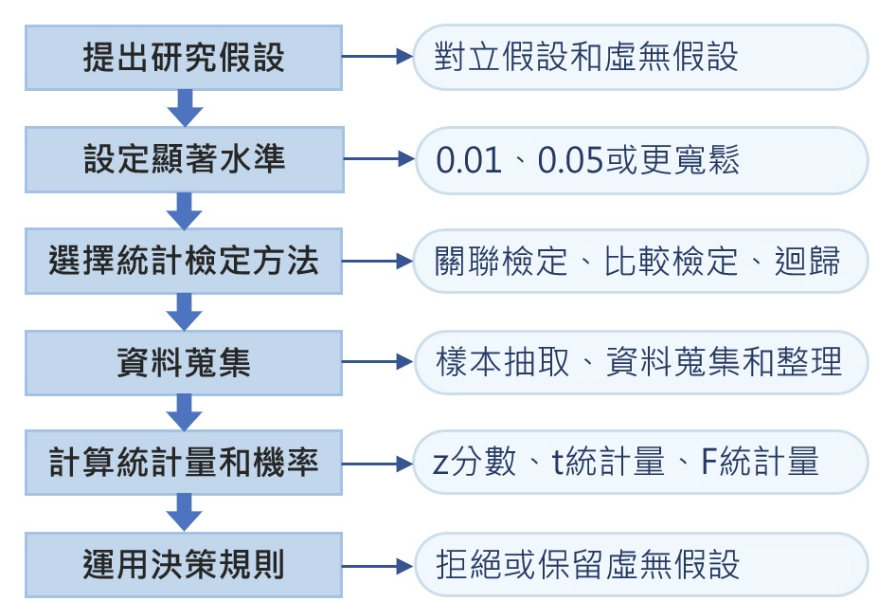 提出研究假設
對立假設和虛無假設
設定顯著水準
0.01、0.05或更寬鬆
選擇統計檢定方法
關聯檢定、比較檢定、迴歸
資料蒐集
樣本抽取、資料蒐集和整理
計算統計量和機率
z分數、t統計量、F統計量
運用決策規則
拒絕或保留虛無假設